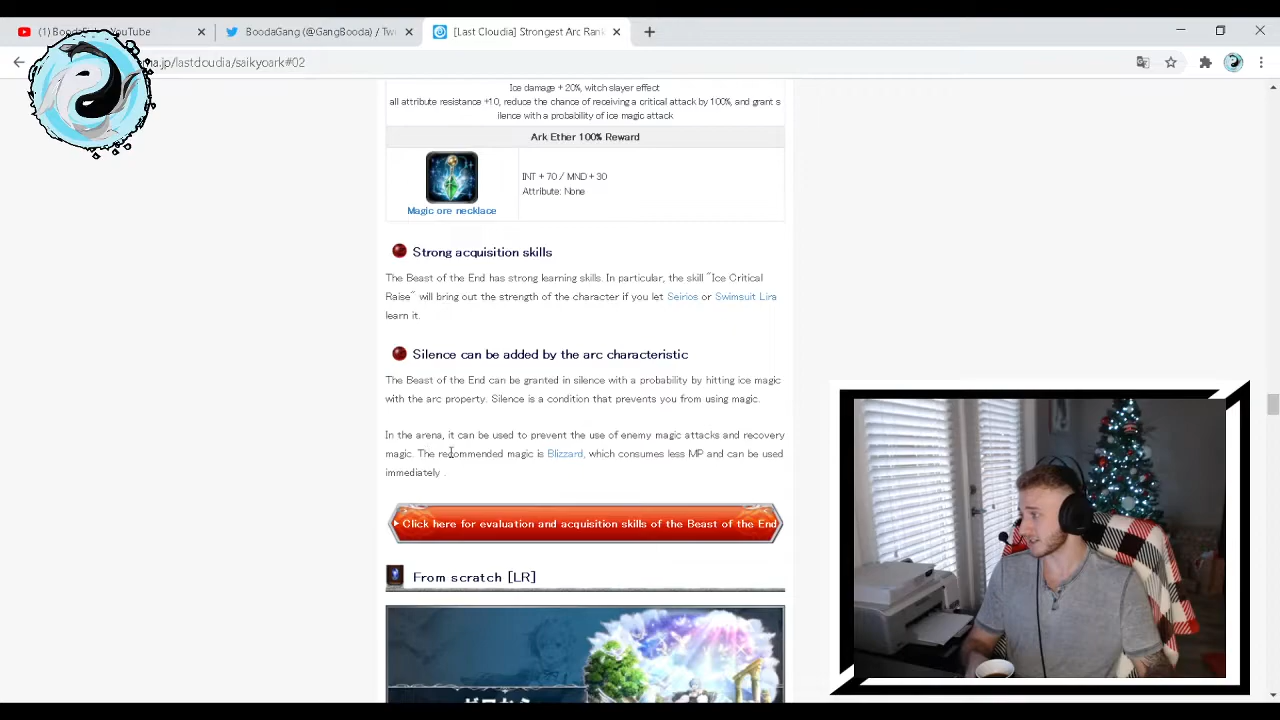 (1) Booda
YouTube
BoodaGang (@GangBooda) / Tw
[Last Cloudia] Strongest Arc Ran
ma.jp/lastcloudia/saikyoark#02
Ice damage + 20%, witch slayer effect
all attribute resistance +10, reduce the chance of receiving a critical attack by 100%, and grant s
ilence with a probability of ice magic attack
Ark Ether 100% Reward
INT + 70 / MND + 30
Attribute: None
Magic ore necklace
Strong acquisition skills
The Beast of the End has strong learning skills. In particular, the skill "Ice Critical
Raise" will bring out the strength of the character if you let Seirios or Swimsuit Lira
learn it.
Silence can be added by the arc characteristic
The Beast of the End can be granted in silence with a probability by hitting ice magic
with the arc property. Silence is a condition that prevents you from using magic.
In the arena, it can be used to prevent the use of enemy magic attacks and recovery
magic. The recommended magic is Blizzard, which consumes less MP and can be used
immediately .
Click here for evaluation and acquisition skills of the Beast of the End
From scratch [LR]
ゼロから